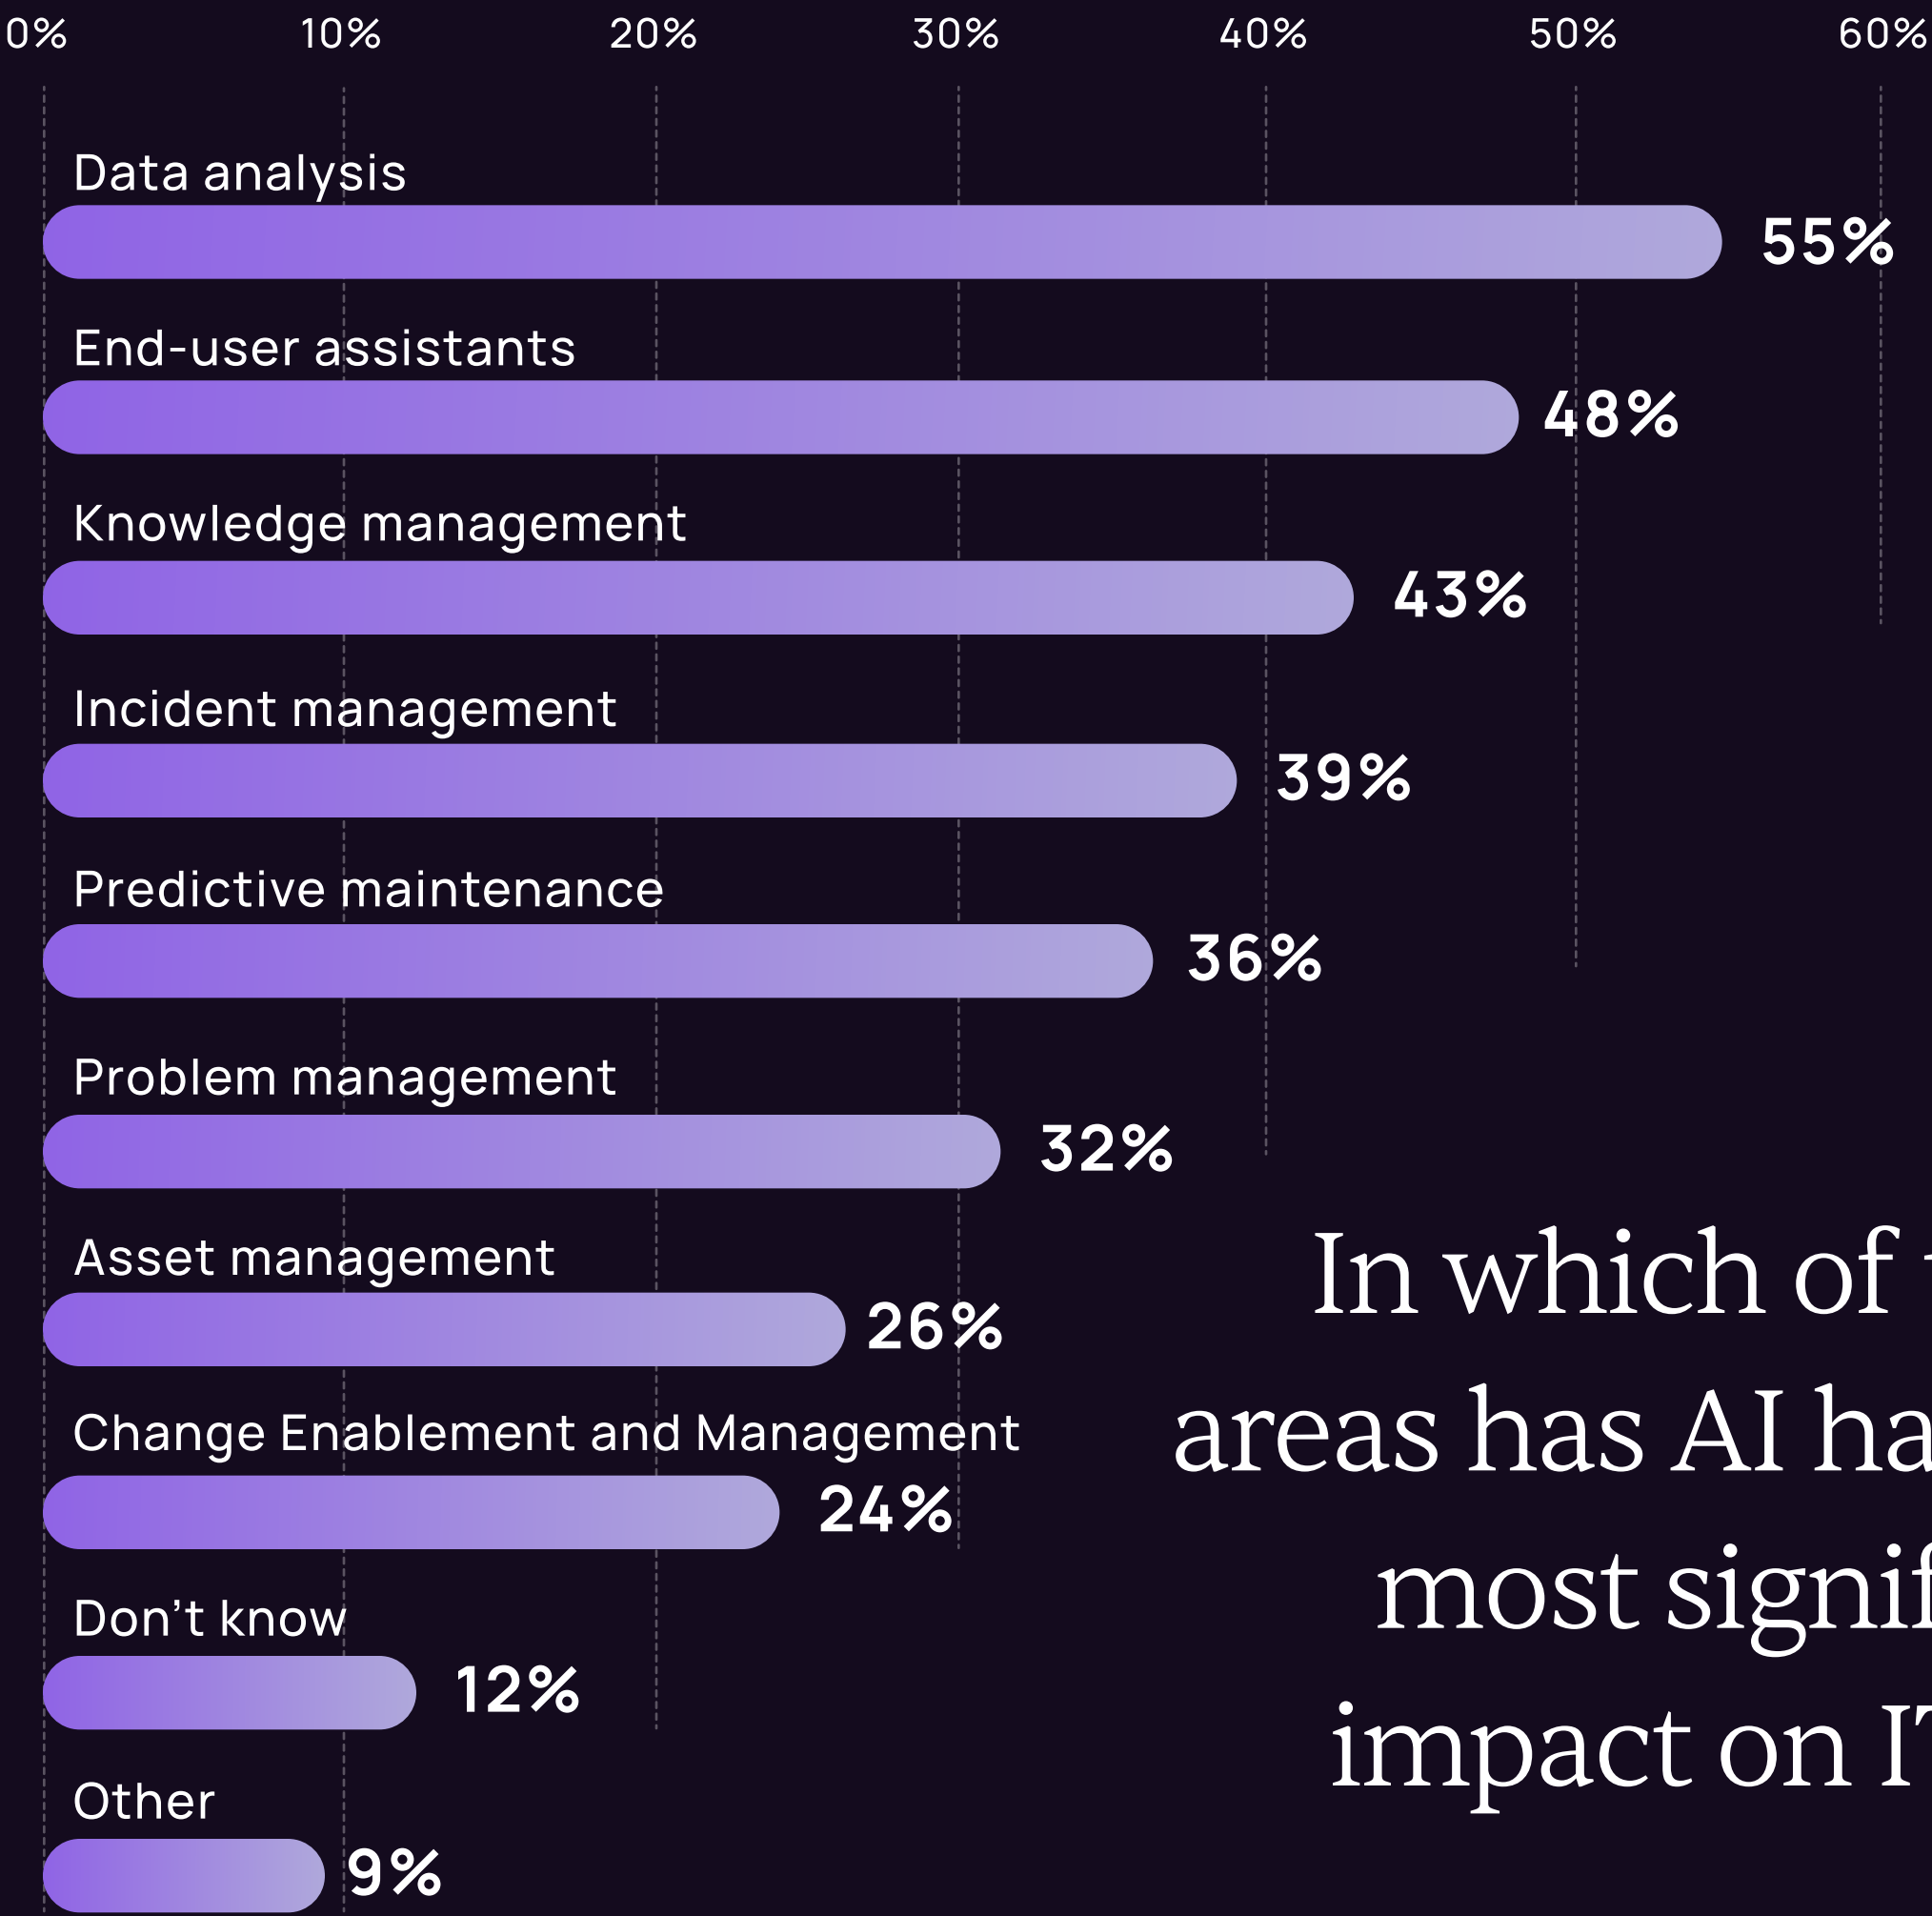 0% 10% 20% 30% 40% 50% 60%
Data analysis
55%
End-user assistants
48%
Knowledge management
43%
Incident management
39%
Predictive maintenance
36%
Problem management
32%
Asset management
26%
Change Enablement and Management
24%
Don't know
12%
Other
9%
In which of
areas has AI
most
impact on